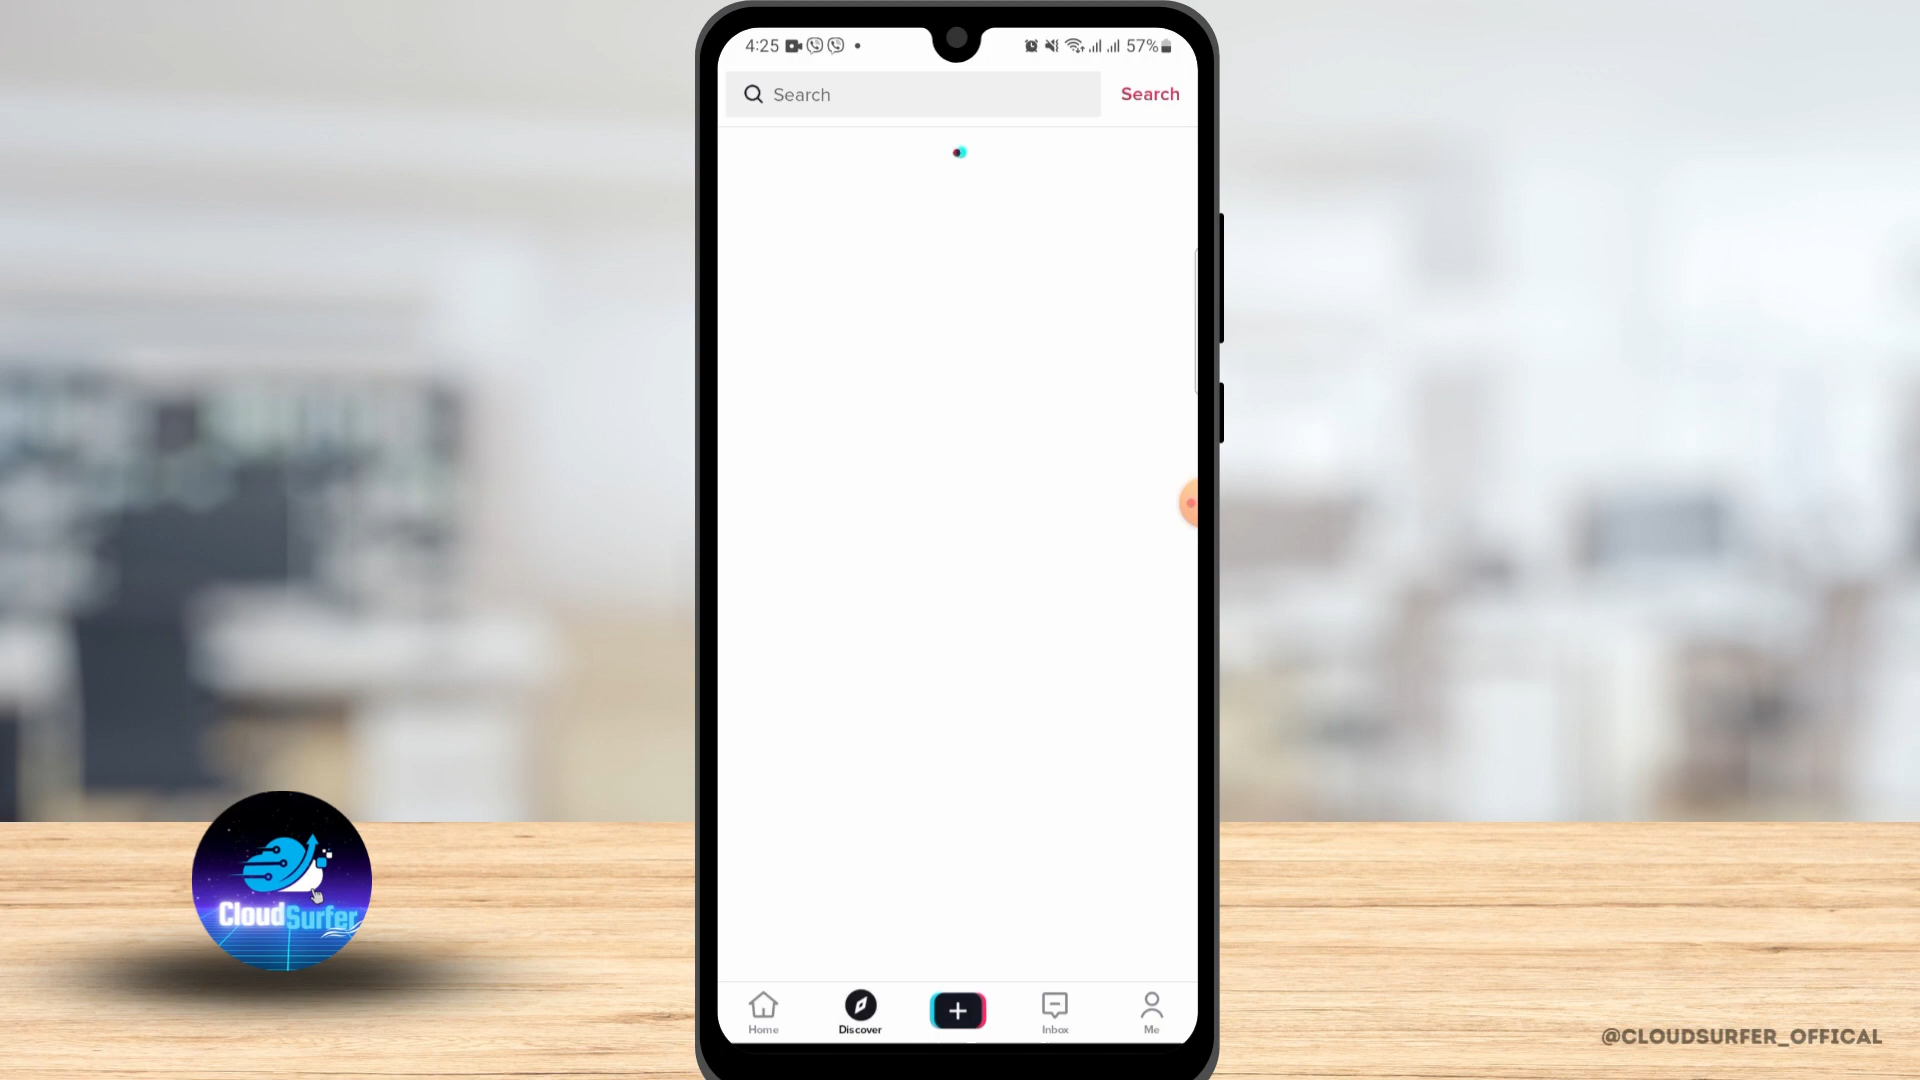 4:25
57%
Search
Search
Home
Discover
Inbox
Me
CloudSurfer
@CLOUDSURFER_OFFICAL